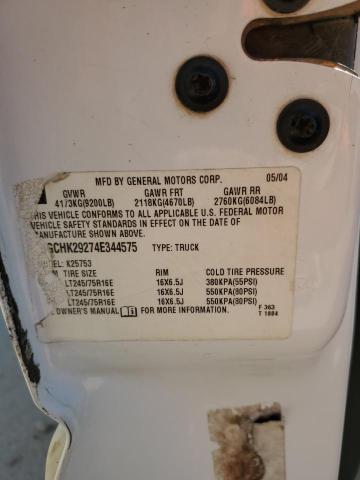 MFD BY GENERAL MOTORS CORP. 05/04
GVWR GAWR FRT GAWR RR
4173KG(9200LB) 2118KG(4670LB) 2760KG(6084LB)
THIS VEHICLE CONFORMS TO ALL APPLICABLE U.S. FEDERAL MOTOR
VEHICLE SAFETY STANDARDS IN EFFECT ON THE DATE OF
MANUFACTURE SHOWN ABOVE.
GCHK29274E344575 TYPE: TRUCK
K25753
TIRE SIZE RIM COLD TIRE PRESSURE
LT245/75R16E 16X6.5J 380KPA(55PSI)
LT245/75R16E 16X6.5J 550KPA(80PSI)
LT245/75R16E 16X6.5J 550KPA(80PSI)
OWNER'S MANUAL FOR MORE INFORMATION
F 363
T 1884